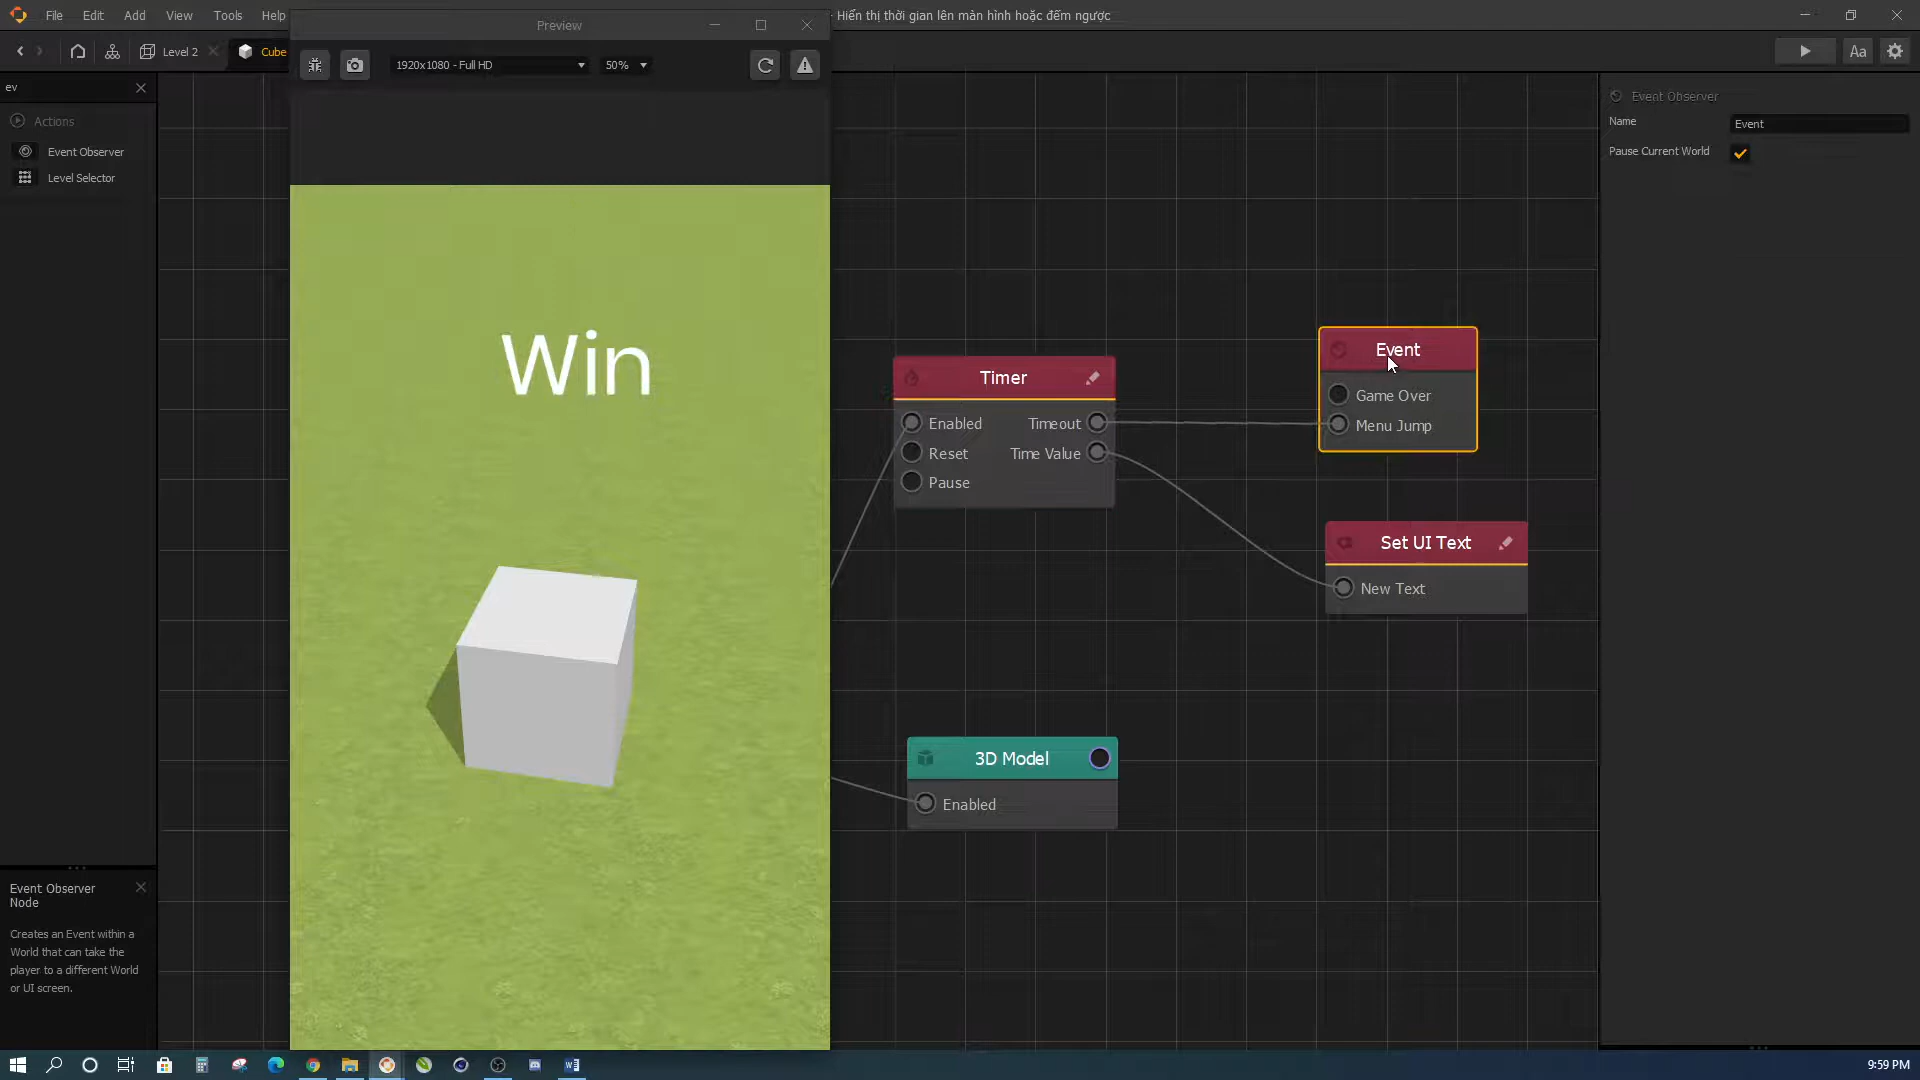 File Edit Add View Tools Help
Preview
- Hiển thị thời gian lên màn hình hoặc đếm ngược
Level 2
Cube
1920x1080 - Full HD
50%
Aa
ev
Actions
Event Observer
Level Selector
Event Observer
Name
Event
Pause Current World
Win
Timer
Enabled
Timeout
Reset
Time Value
Pause
Event
Game Over
Menu Jump
Set UI Text
New Text
3D Model
Enabled
Event Observer
Node
Creates an Event within a
World that can take the
player to a different World
or UI screen.
9:59 PM